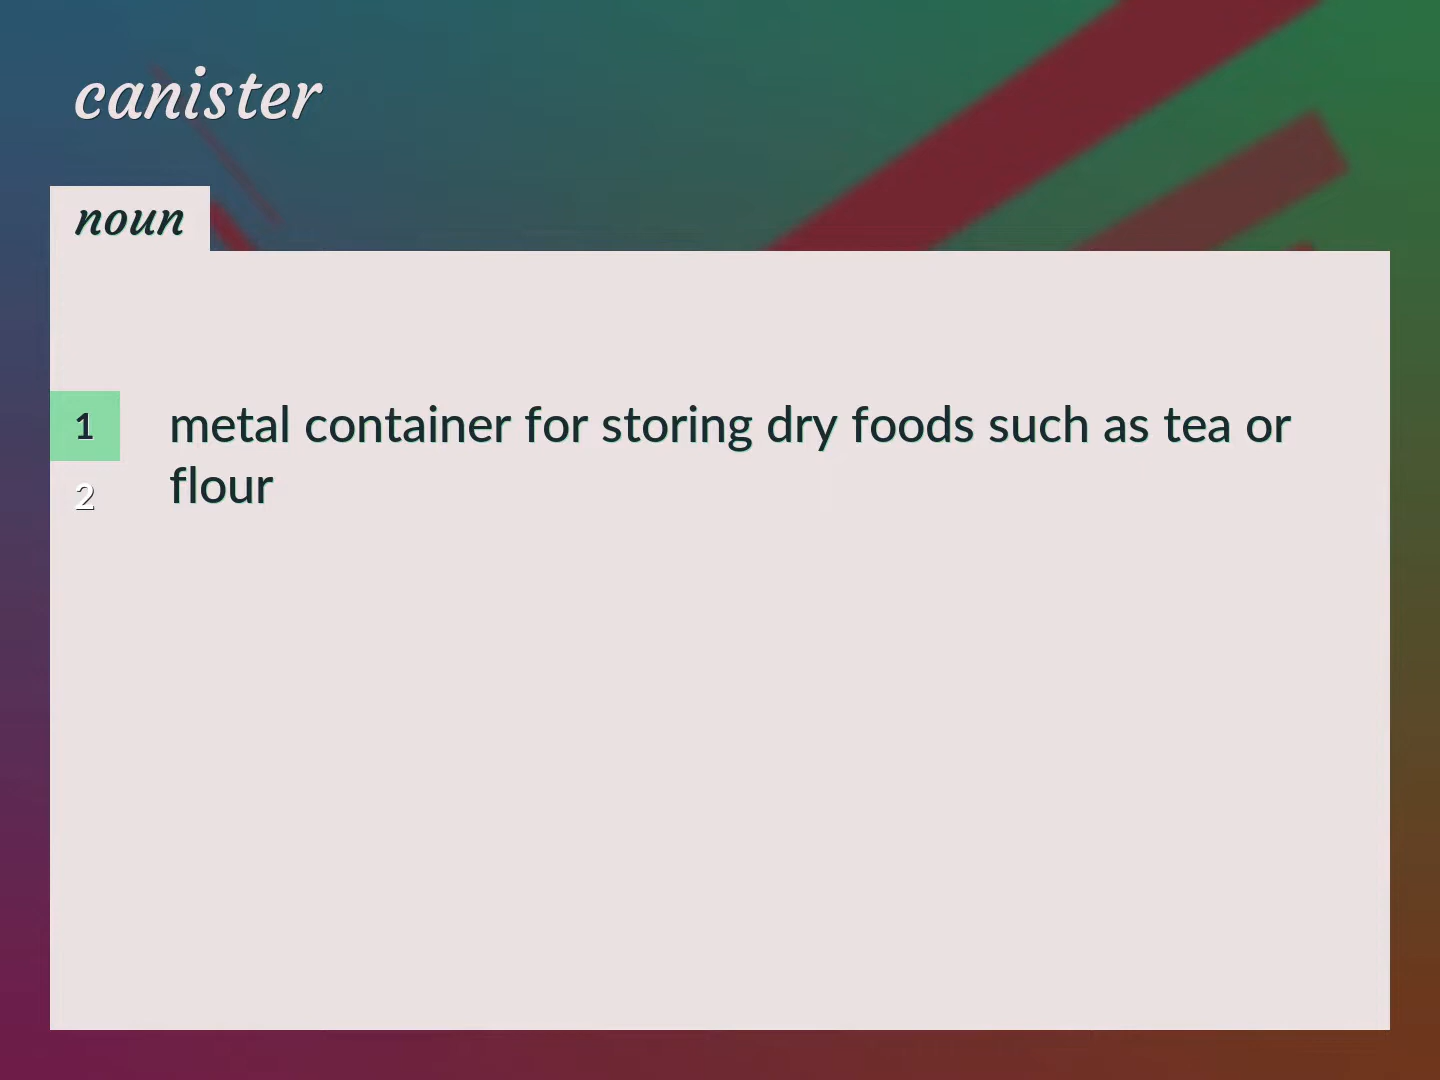 canister
noun
1 metal container for storing dry foods such as tea or
flour
2